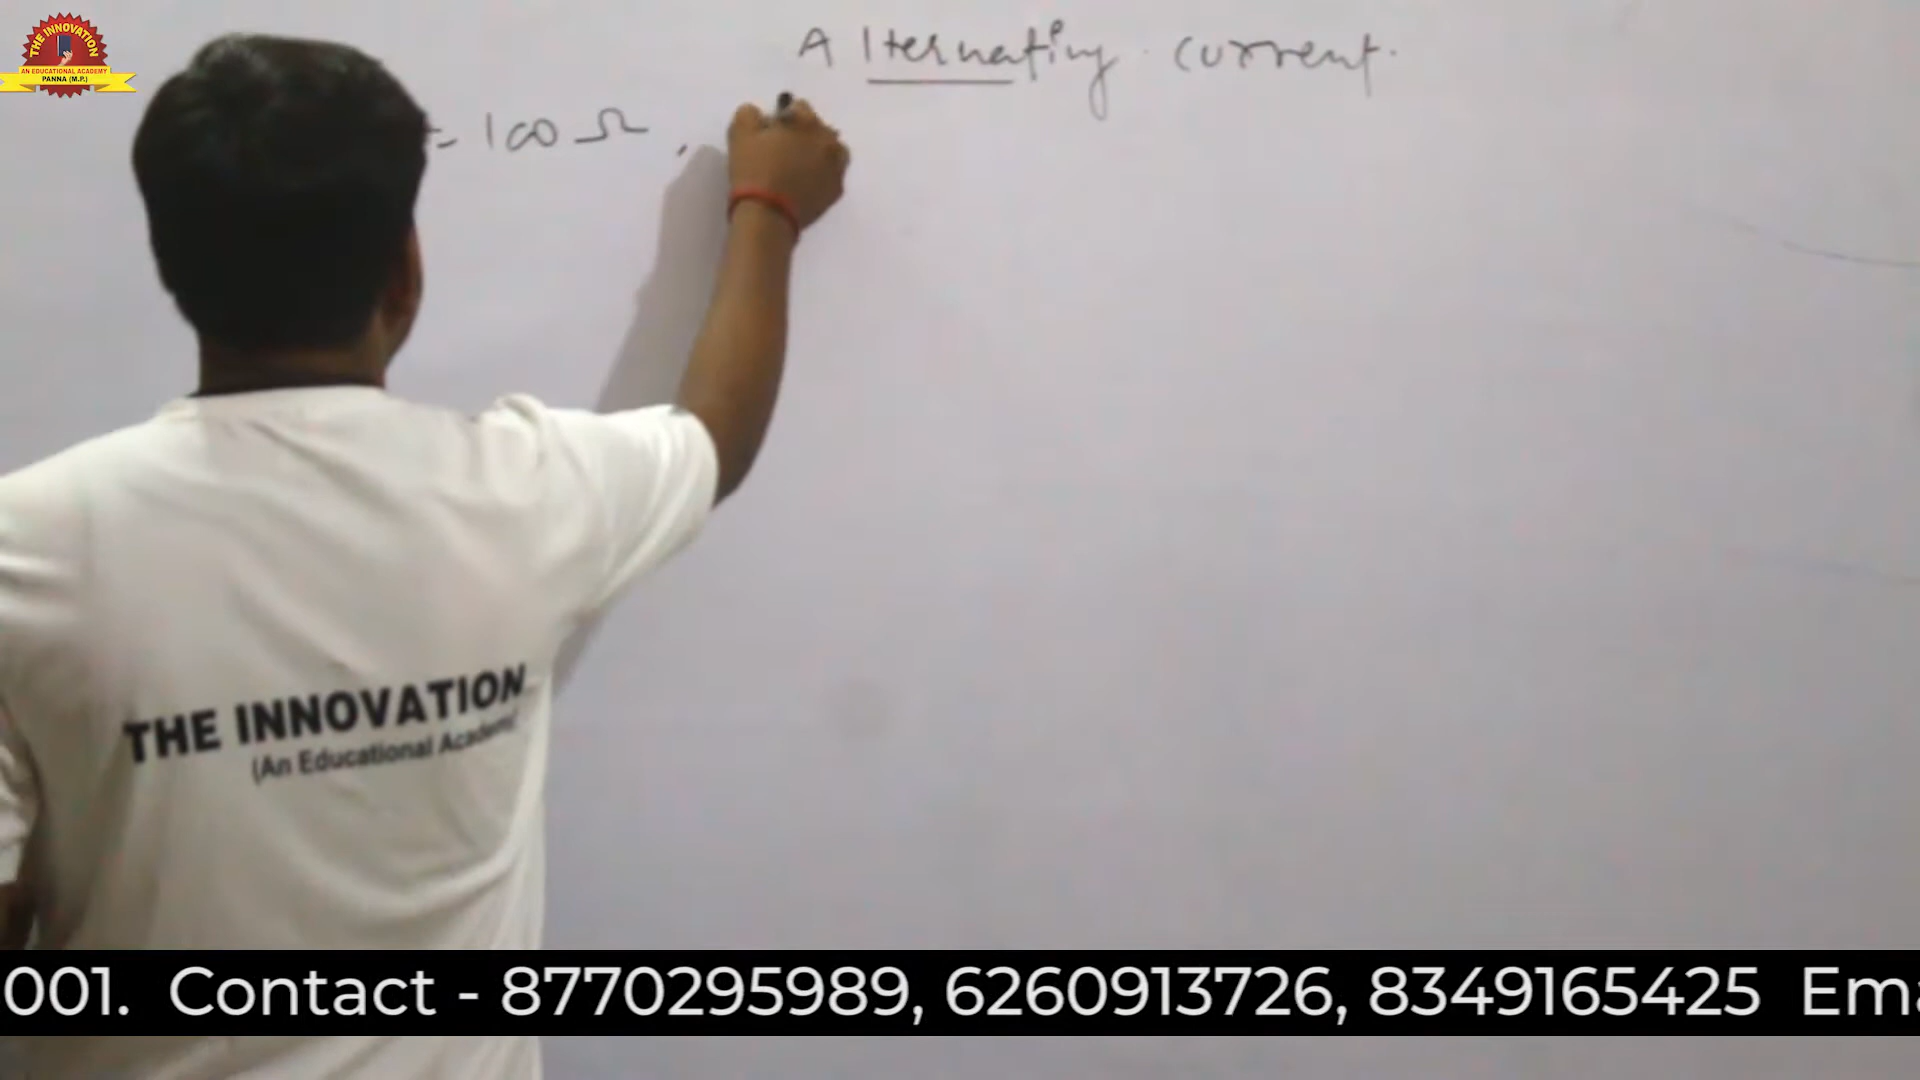 THE INNOVATION
AN EDUCATIONAL ACADEMY
PANNA (M.P.)
Alternating current.
= 100 Ω,
THE INNOVATION
(An Educational Academy)
001. Contact - 8770295989, 6260913726, 8349165425 Ema